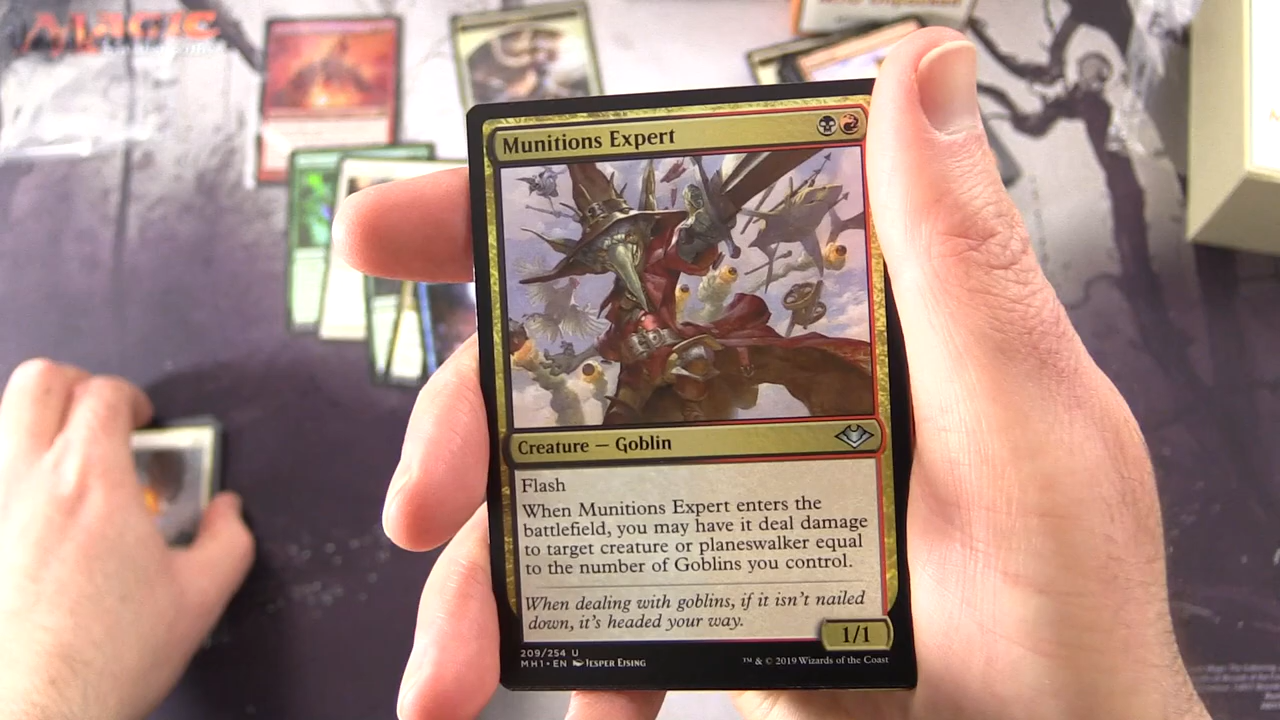 MAGIC
Munitions Expert
Creature — Goblin
Flash
When Munitions Expert enters the
battlefield, you may have it deal damage
to target creature or planeswalker equal
to the number of Goblins you control.
When dealing with goblins, if it isn't nailed
down, it's headed your way.
1/1
209/254 U
MH1 • EN Jesper Ejsing
™ & © 2019 Wizards of the Coast